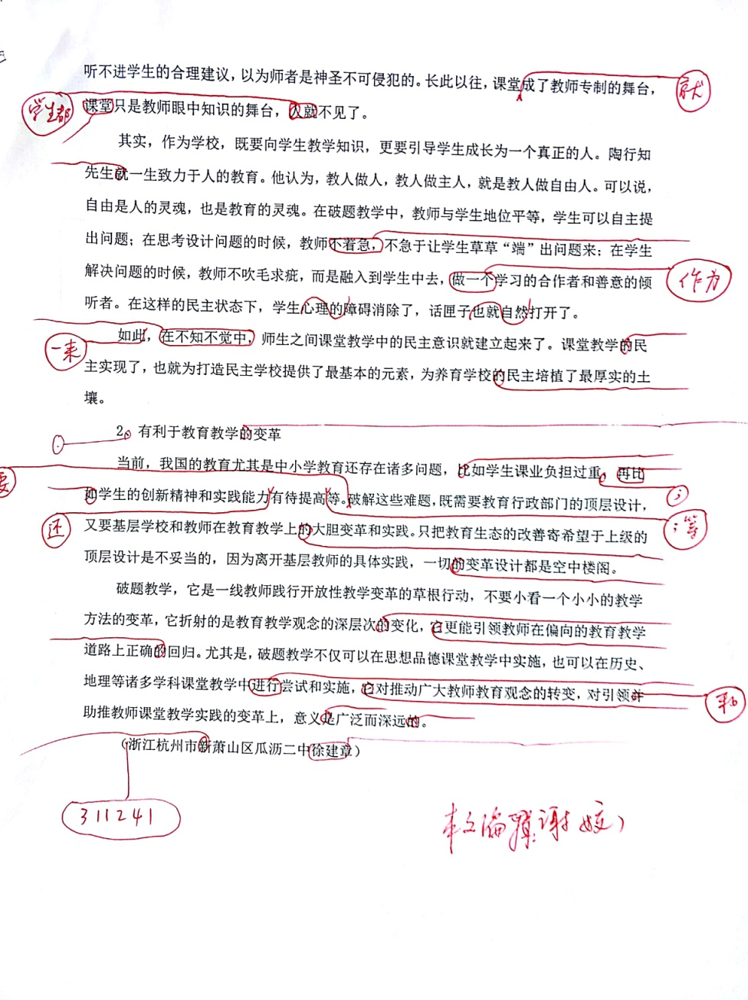 听不进学生的合理建议，以为师者是神圣不可侵犯的。长此以往，课堂成了教师专制的舞台，
就
学生都
课堂只是教师眼中知识的舞台，人就不见了。
其实，作为学校，既要向学生教学知识，更要引导学生成长为一个真正的人。陶行知
先生就一生致力于人的教育。他认为，教人做人，教人做主人，就是教人做自由人。可以说，
自由是人的灵魂，也是教育的灵魂。在破题教学中，教师与学生地位平等，学生可以自主提
出问题；在思考设计问题的时候，教师不着急，不急于让学生草草“端”出问题来；在学生
解决问题的时候，教师不吹毛求疵，而是融入到学生中去，做一个学习的合作者和善意的倾
作为
听者。在这样的民主状态下，学生心理的障碍消除了，话匣子也就自然打开了。
如此，在不知不觉中，师生之间课堂教学中的民主意识就建立起来了。课堂教学的民
一来
主实现了，也就为打造民主学校提供了最基本的元素，为养育学校的民主培植了最厚实的土
壤。
2。有利于教育教学的变革
当前，我国的教育尤其是中小学教育还存在诸多问题，比如学生课业负担过重，再比
要
如学生的创新精神和实践能力有待提高等。破解这些难题，既需要教育行政部门的顶层设计，
；
还
又要基层学校和教师在教育教学上的大胆变革和实践。只把教育生态的改善寄希望于上级的
；等
顶层设计是不妥当的，因为离开基层教师的具体实践，一切的变革设计都是空中楼阁。
破题教学，它是一线教师践行开放性教学变革的草根行动，不要小看一个小小的教学
方法的变革，它折射的是教育教学观念的深层次的变化，它更能引领教师在偏向的教育教学
道路上正确的回归。尤其是，破题教学不仅可以在思想品德课堂教学中实施，也可以在历史、
地理等诸多学科课堂教学中进行尝试和实施，它对推动广大教师教育观念的转变，对引领并
和
助推教师课堂教学实践的变革上，意义是广泛而深远的。
（浙江杭州市新萧山区瓜沥二中徐建章）
311241
本文编辑：谢姣